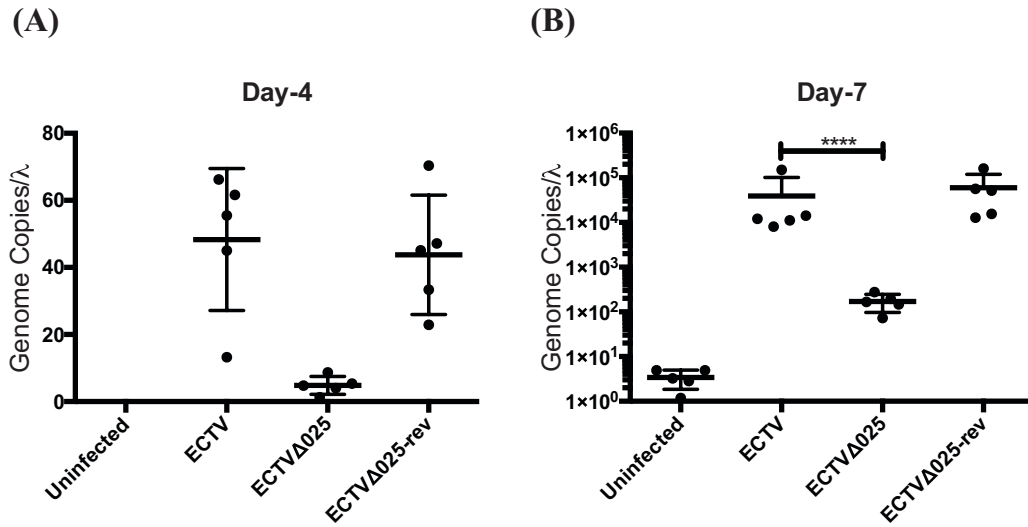 (A)
Day-4
Genome Copies/λ
80
60
40
20
0
Uninfected
ECTV
ECTVΔ025
ECTVΔ025-rev
(B)
Day-7
Genome Copies/λ
1×10⁶
1×10⁵
1×10⁴
1×10³
1×10²
1×10¹
1×10⁰
****
Uninfected
ECTV
ECTVΔ025
ECTVΔ025-rev